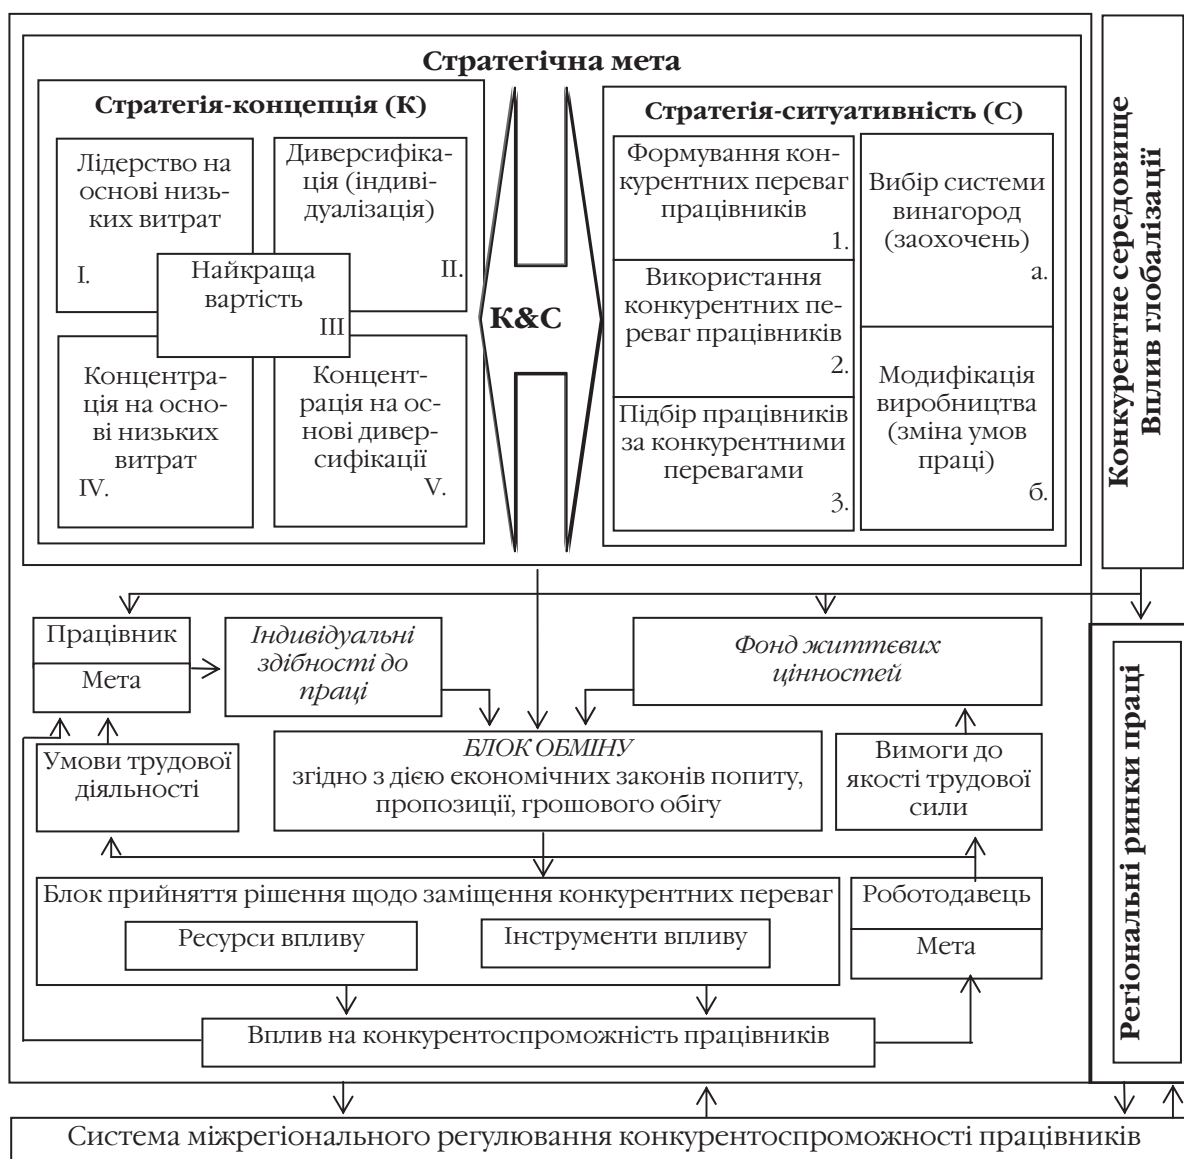 Стратегічна мета
Стратегія-концепція (К)
Лідерство на
основі низь-
ких витрат
I.
Диверсифіка-
ція (індиві-
дуалізація)
II.
Найкраща
вартість
III
Концентра-
ція на осно-
ві низьких
витрат
IV.
Концент-
рація на ос-
нові дивер-
сифікації
V.
К&С
Стратегія-ситуативність (С)
Формування кон-
курентних переваг
працівників
1.
Використання
конкурентних пе-
реваг працівників
2.
Підбір працівників
за конкурентними
перевагами
3.
Вибір системи
винагород
(заохочень)
а.
Модифікація
виробництва
(зміна умов
праці)
б.
Конкурентне середовище
Вплив глобалізації
Працівник
Мета
Індивідуальні
здібності до
праці
Фонд життєвих
цінностей
Умови трудової
діяльності
БЛОК ОБМІНУ
згідно з дією економічних законів попиту,
пропозиції, грошового обігу
Вимоги до
якості трудової
сили
Блок прийняття рішення щодо заміщення конкурентних переваг
Ресурси впливу
Інструменти впливу
Роботодавець
Мета
Вплив на конкурентоспроможність працівників
Регіональні ринки праці
Система міжрегіонального регулювання конкурентоспроможності працівників